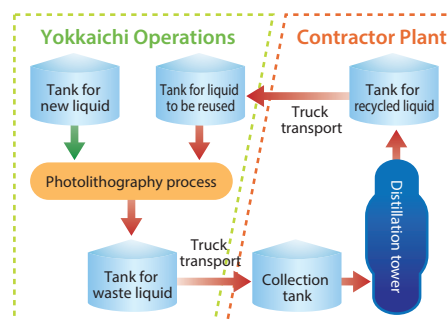 Yokkaichi Operations
Contractor Plant
Tank for
new liquid
Tank for liquid
to be reused
Truck
transport
Tank for
recycled liquid
Photolithography process
Distillation tower
Tank for
waste liquid
Truck
transport
Collection
tank